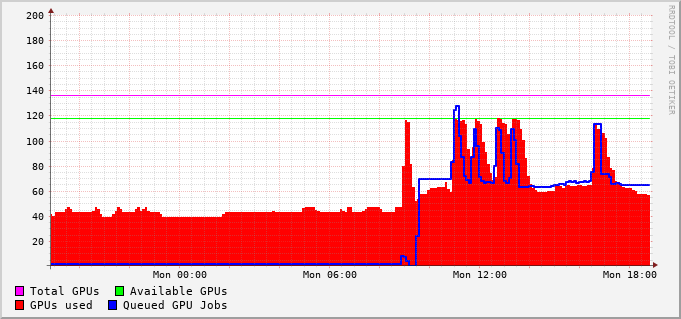 200
180
160
140
120
100
80
60
40
20
Mon 00:00 Mon 06:00 Mon 12:00 Mon 18:00
Total GPUs Available GPUs
GPUs used Queued GPU Jobs
RRDTOOL / TOBI OETIKER